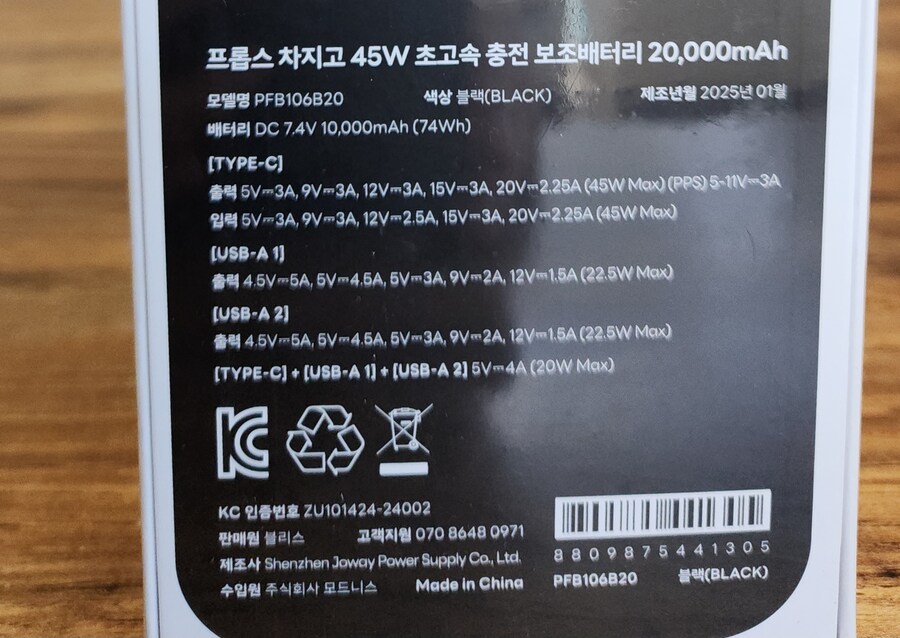 프롭스 차지고 45W 초고속 충전 보조배터리 20,000mAh
모델명 PFB106B20 색상 블랙(BLACK) 제조년월 2025년 01월
배터리 DC 7.4V 10,000mAh (74Wh)
[TYPE-C]
출력 5V⎓3A, 9V⎓3A, 12V⎓3A, 15V⎓3A, 20V⎓2.25A (45W Max) (PPS) 5-11V⎓3A
입력 5V⎓3A, 9V⎓3A, 12V⎓2.5A, 15V⎓3A, 20V⎓2.25A (45W Max)
[USB-A 1]
출력 4.5V⎓5A, 5V⎓4.5A, 5V⎓3A, 9V⎓2A, 12V⎓1.5A (22.5W Max)
[USB-A 2]
출력 4.5V⎓5A, 5V⎓4.5A, 5V⎓3A, 9V⎓2A, 12V⎓1.5A (22.5W Max)
[TYPE-C] + [USB-A 1] + [USB-A 2] 5V⎓4A (20W Max)
KC
KC 인증번호 ZU101424-24002
판매원 블리스 고객지원 070 8648 0971
제조사 Shenzhen Joway Power Supply Co., Ltd.
수입원 주식회사 모드니스 Made in China
8809875441305
PFB106B20 블랙(BLACK)